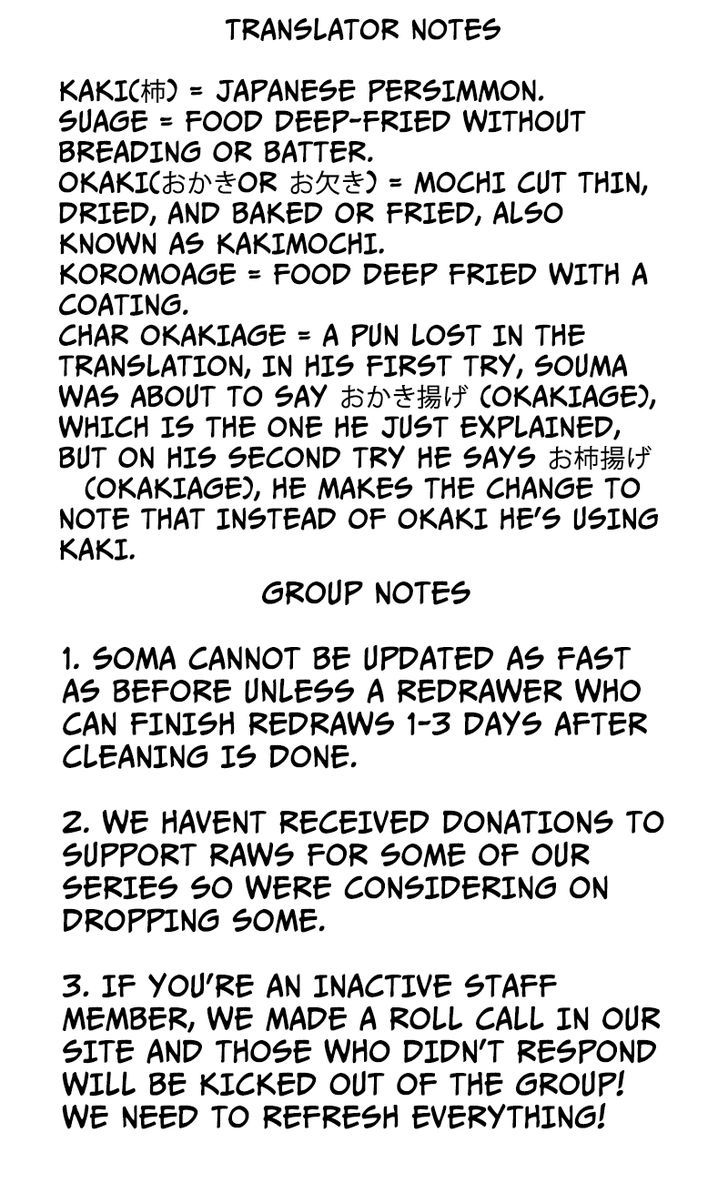 TRANSLATOR NOTES
KAKI(柿) = JAPANESE PERSIMMON.
SUAGE = FOOD DEEP-FRIED WITHOUT
BREADING OR BATTER.
OKAKI(おかきOR お欠き) = MOCHI CUT THIN,
DRIED, AND BAKED OR FRIED, ALSO
KNOWN AS KAKIMOCHI.
KOROMOAGE = FOOD DEEP FRIED WITH A
COATING.
CHAR OKAKIAGE = A PUN LOST IN THE
TRANSLATION, IN HIS FIRST TRY, SOUMA
WAS ABOUT TO SAY おかき揚げ (OKAKIAGE),
WHICH IS THE ONE HE JUST EXPLAINED,
BUT ON HIS SECOND TRY HE SAYS お柿揚げ
(OKAKIAGE), HE MAKES THE CHANGE TO
NOTE THAT INSTEAD OF OKAKI HE'S USING
KAKI.
GROUP NOTES
1. SOMA CANNOT BE UPDATED AS FAST
AS BEFORE UNLESS A REDRAWER WHO
CAN FINISH REDRAWS 1-3 DAYS AFTER
CLEANING IS DONE.
2. WE HAVENT RECEIVED DONATIONS TO
SUPPORT RAWS FOR SOME OF OUR
SERIES SO WERE CONSIDERING ON
DROPPING SOME.
3. IF YOU'RE AN INACTIVE STAFF
MEMBER, WE MADE A ROLL CALL IN OUR
SITE AND THOSE WHO DIDN'T RESPOND
WILL BE KICKED OUT OF THE GROUP!
WE NEED TO REFRESH EVERYTHING!